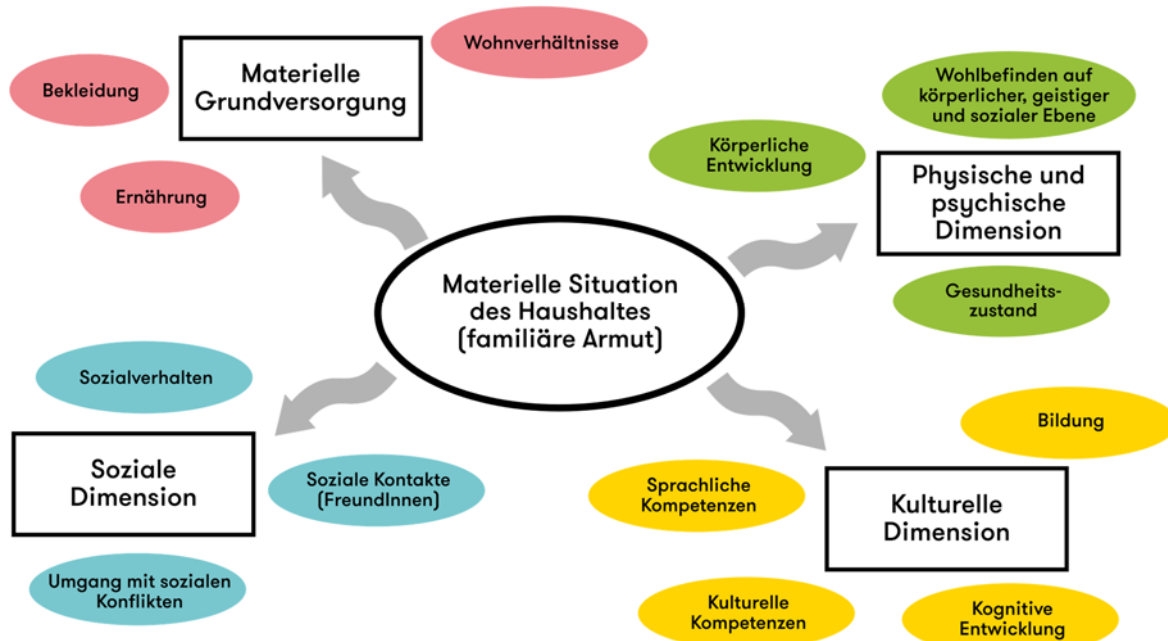 Wohnverhältnisse
Materielle
Grundversorgung
Bekleidung
Ernährung
Wohlbefinden auf
körperlicher, geistiger
und sozialer Ebene
Körperliche
Entwicklung
Physische und
psychische
Dimension
Gesundheits-
zustand
Materielle Situation
des Haushaltes
(familiäre Armut)
Sozialverhalten
Soziale
Dimension
Soziale Kontakte
(FreundInnen)
Umgang mit sozialen
Konflikten
Bildung
Sprachliche
Kompetenzen
Kulturelle
Dimension
Kulturelle
Kompetenzen
Kognitive
Entwicklung